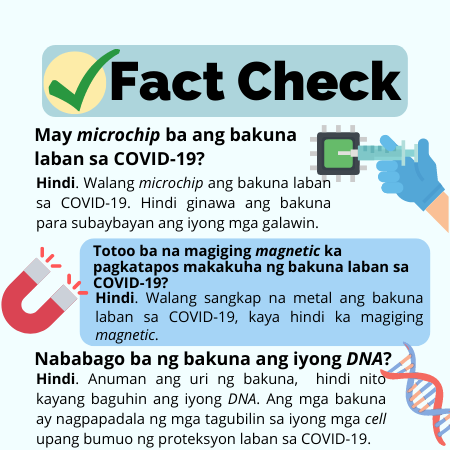 Fact Check
May microchip ba ang bakuna
laban sa COVID-19?
Hindi. Walang microchip ang bakuna laban
sa COVID-19. Hindi ginawa ang bakuna
para subaybayan ang iyong mga galawin.
Totoo ba na magiging magnetic ka
pagkatapos makakuha ng bakuna laban sa
COVID-19?
Hindi. Walang sangkap na metal ang bakuna
laban sa COVID-19, kaya hindi ka magiging
magnetic.
Nababago ba ng bakuna ang iyong DNA?
Hindi. Anuman ang uri ng bakuna, hindi nito
kayang baguhin ang iyong DNA. Ang mga bakuna
ay nagpapadala ng mga tagubilin sa iyong mga cell
upang bumuo ng proteksyon laban sa COVID-19.